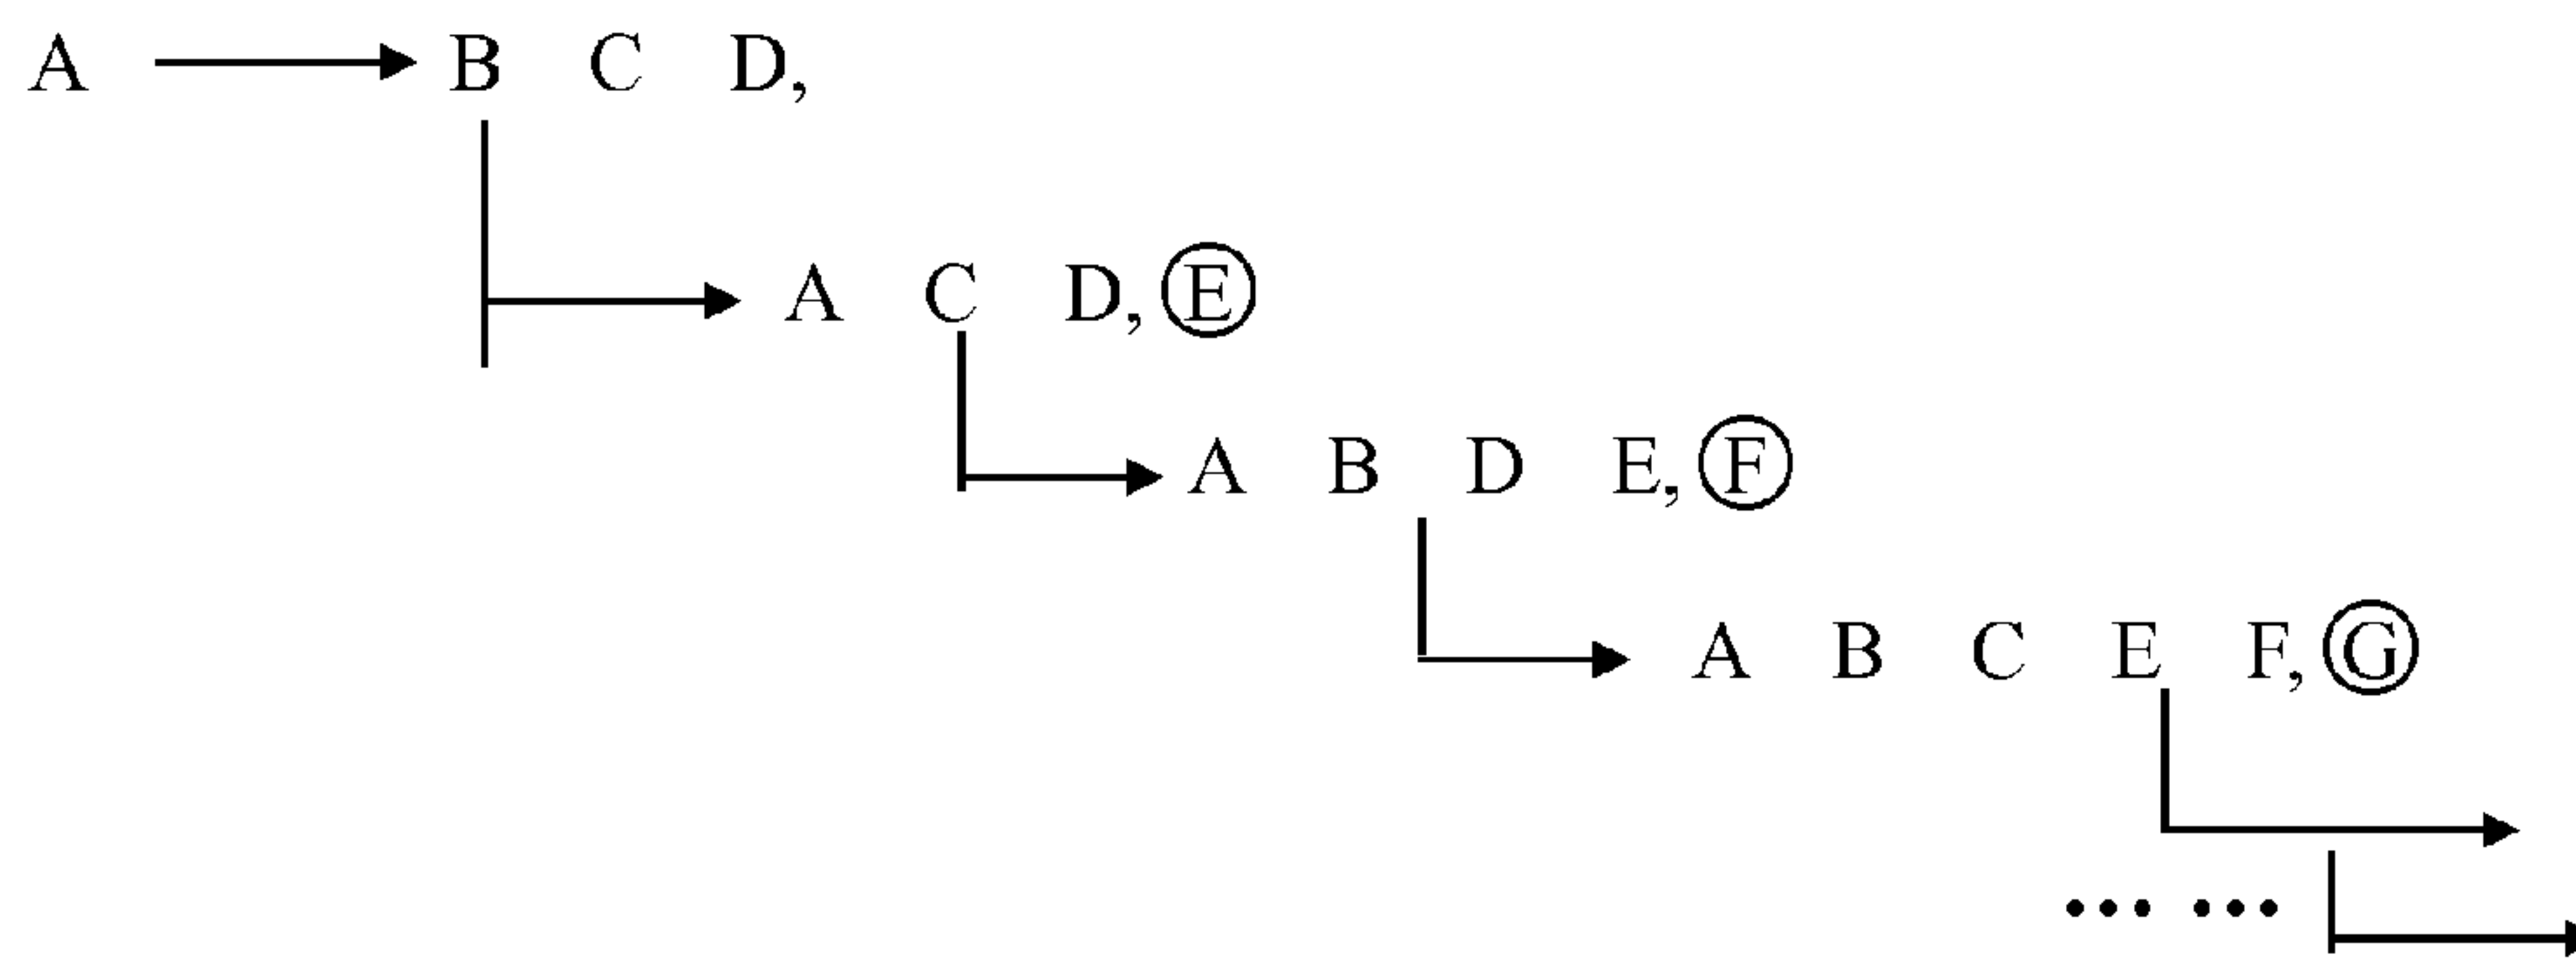 A B C D,
A C D, E
A B D E, F
A B C E F, G
... ...